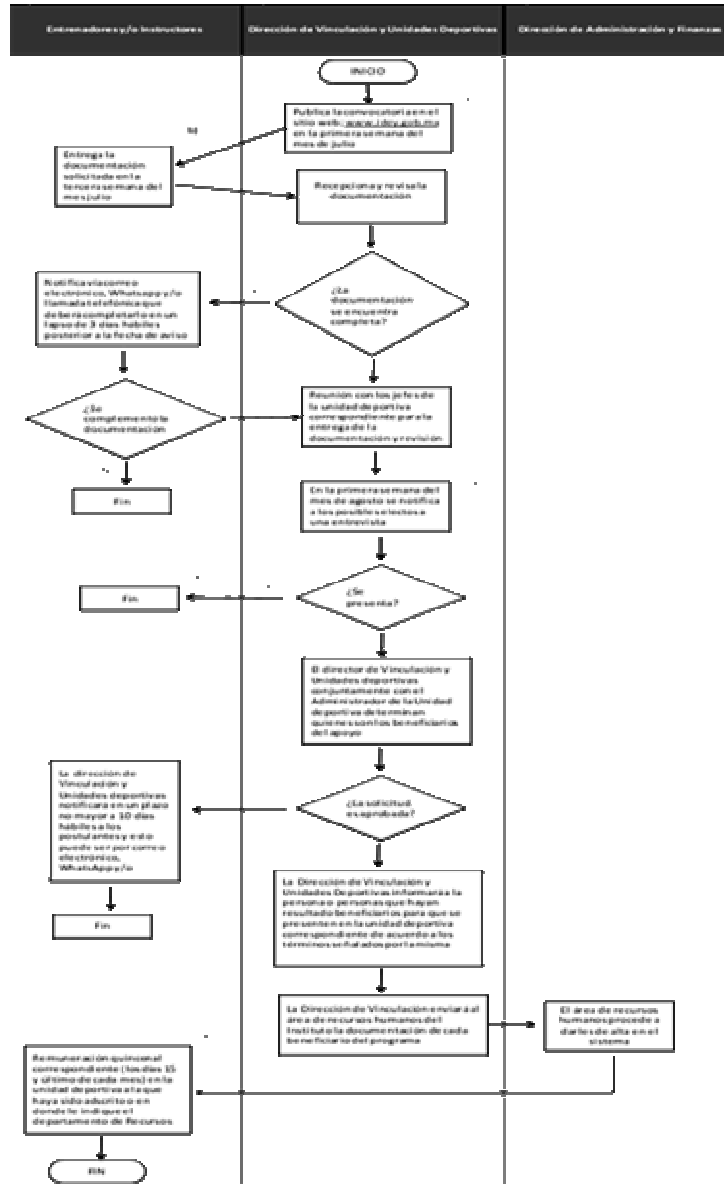 Entrenadores y/o Instructores
Dirección de Vinculación y Unidades Deportivas
Dirección de Administración y Finanzas
INICIO
Publica la convocatoria en el
sitio web; www.idey.gob.mx
en la primera semana del
mes de julio
Entrega la
documentación
solicitada en la
tercera semana del
mes julio
Recepciona y revisa la
documentación
¿La
documentación
se encuentra
completa?
Notifica vía correo
electrónico, Whatsapp y/o
llamada telefónica que
deberá completarlo en un
lapso de 3 días hábiles
posterior a la fecha de aviso
¿Se
complementó la
documentación
Fin
Reunión con los jefes de
la unidad deportiva
correspondiente para la
entrega de la
documentación y revisión
En la primera semana del
mes de agosto se notifica
a los posibles electos a
una entrevista
¿Se
presenta?
Fin
El director de Vinculación y
Unidades deportivas
conjuntamente con el
Administrador de la Unidad
deportiva determinan
quienes son los beneficiarios
del apoyo
¿La solicitud
es aprobada?
La dirección de
Vinculación y
Unidades deportivas
notificará en un plazo
no mayor a 10 días
hábiles a los
postulantes y esto
puede ser por correo
electrónico,
WhatsApp y/o
Fin
La Dirección de Vinculación y
Unidades Deportivas informará a la
persona o personas que hayan
resultado beneficiarios para que se
presenten en la unidad deportiva
correspondiente de acuerdo a los
términos señalados por la misma
La Dirección de Vinculación enviará al
área de recursos humanos del
Instituto la documentación de cada
beneficiario del programa
El área de recursos
humanos procede a
darles de alta en el
sistema
Remuneración quincenal
correspondiente (los días 15
y último de cada mes) en la
unidad deportiva a la que
haya sido adscrito o en
donde le indique el
departamento de Recursos
FIN